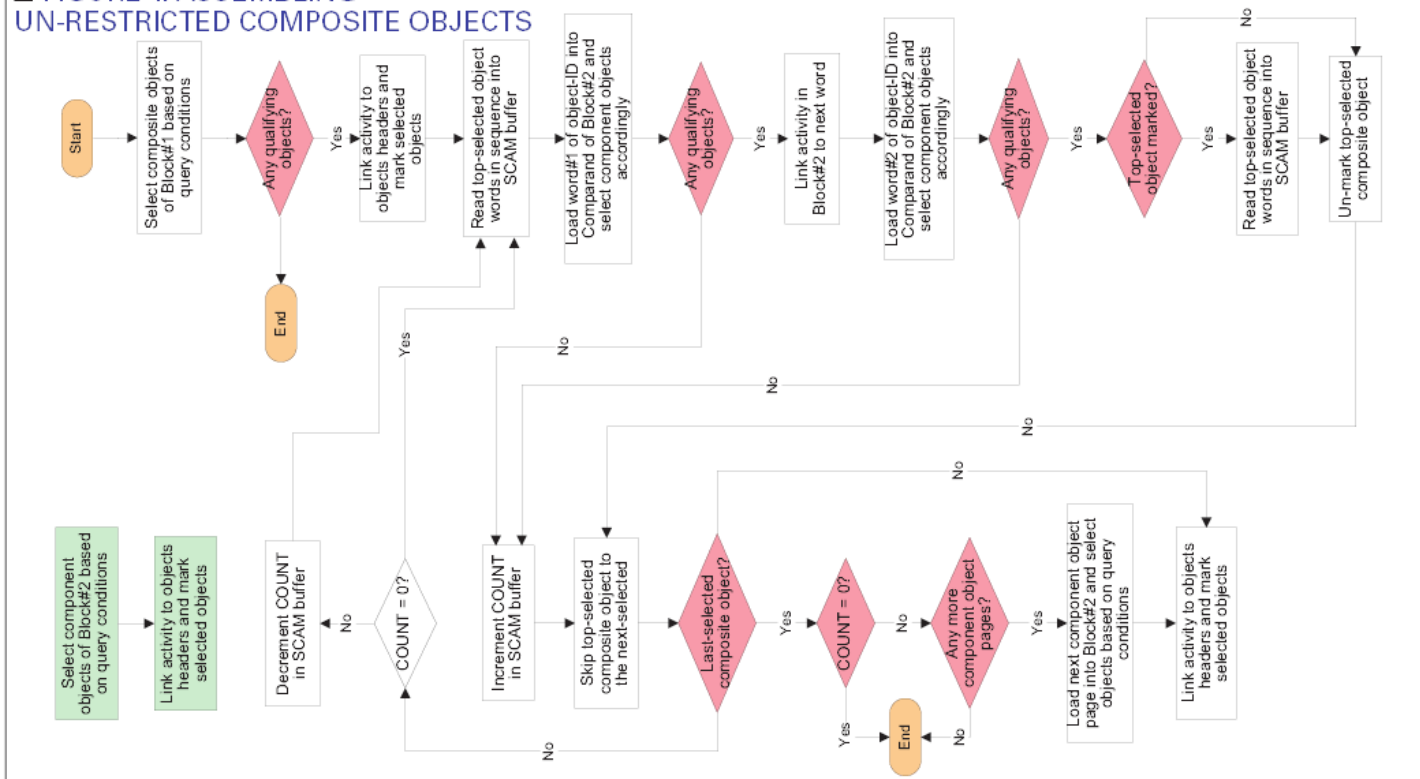 UN-RESTRICTED COMPOSITE OBJECTS
Start
Select composite objects
of Block#1 based on
query conditions
Any qualifying
objects?
Yes
End
Link activity to
objects headers and
mark selected
objects
Read top-selected object
words in sequence into
SCAM buffer
Load word#1 of object-ID into
Comparand of Block#2 and
select component objects
accordingly
Any qualifying
objects?
Yes
No
Link activity in
Block#2 to next word
Load word#2 of object-ID into
Comparand of Block#2 and
select component objects
accordingly
Any qualifying
objects?
Yes
No
Top-selected
object marked?
No
Yes
Read top-selected object
words in sequence into
SCAM buffer
Un-mark top-selected
composite object
No
Select component
objects of Block#2 based
on query conditions
Link activity to objects
headers and mark
selected objects
Decrement COUNT
in SCAM buffer
No
COUNT = 0?
Yes
Increment COUNT
in SCAM buffer
Skip top-selected
composite object to
the next-selected
Last-selected
composite object?
No
No
Yes
COUNT = 0?
Yes
No
End
Any more
component object
pages?
No
Yes
Load next component object
page into Block#2 and select
objects based on query
conditions
Link activity to objects
headers and mark
selected objects